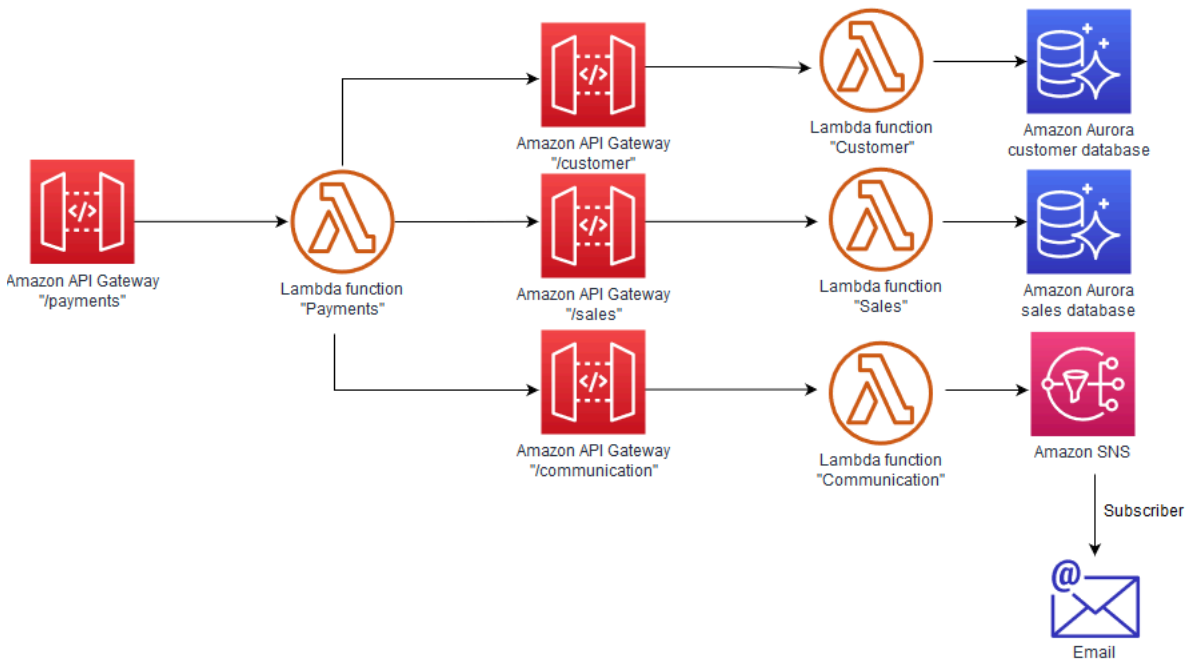 Amazon API Gateway
"/payments"
Lambda function
"Payments"
</>
Amazon API Gateway
"/customer"
Lambda function
"Customer"
Amazon Aurora
customer database
</>
</>
Amazon API Gateway
"/sales"
Lambda function
"Sales"
Amazon Aurora
sales database
</>
Amazon API Gateway
"/communication"
Lambda function
"Communication"
Amazon SNS
Subscriber
@
Email